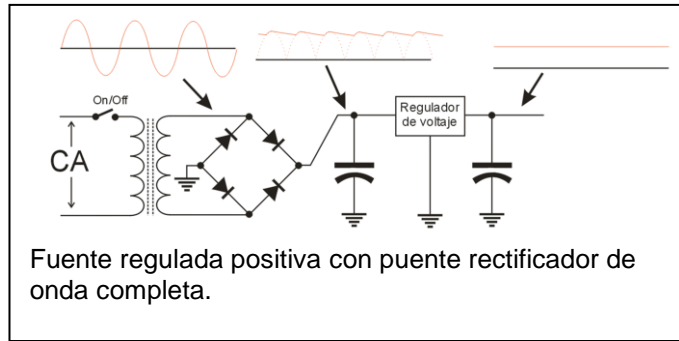 On/Off
CA
Regulador
de voltaje
Fuente regulada positiva con puente rectificador de
onda completa.